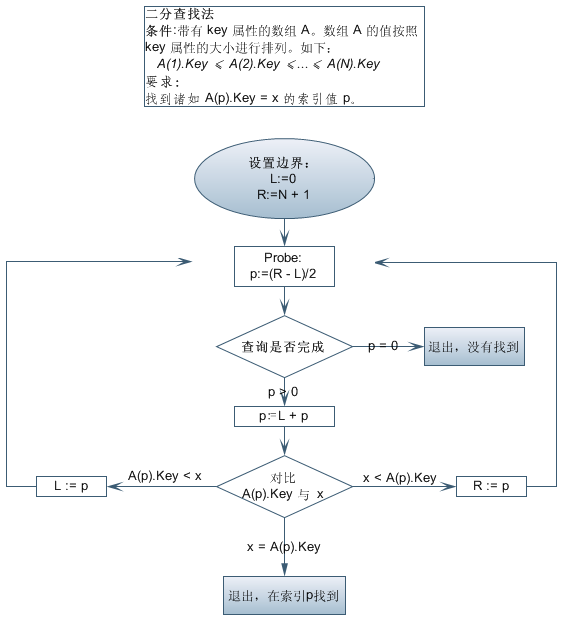 二分查找法
条件:带有 key 属性的数组 A。数组 A 的值按照
key 属性的大小进行排列。如下:
A(1).Key ⩽ A(2).Key ⩽... ⩽ A(N).Key
要求:
找到诸如 A(p).Key = x 的索引值 p。
设置边界:
L:=0
R:=N + 1
Probe:
p:=(R - L)/2
查询是否完成
p = 0
退出，没有找到
p > 0
p:=L + p
对比
A(p).Key 与 x
A(p).Key < x
L := p
x < A(p).Key
R := p
x = A(p).Key
退出，在索引p找到